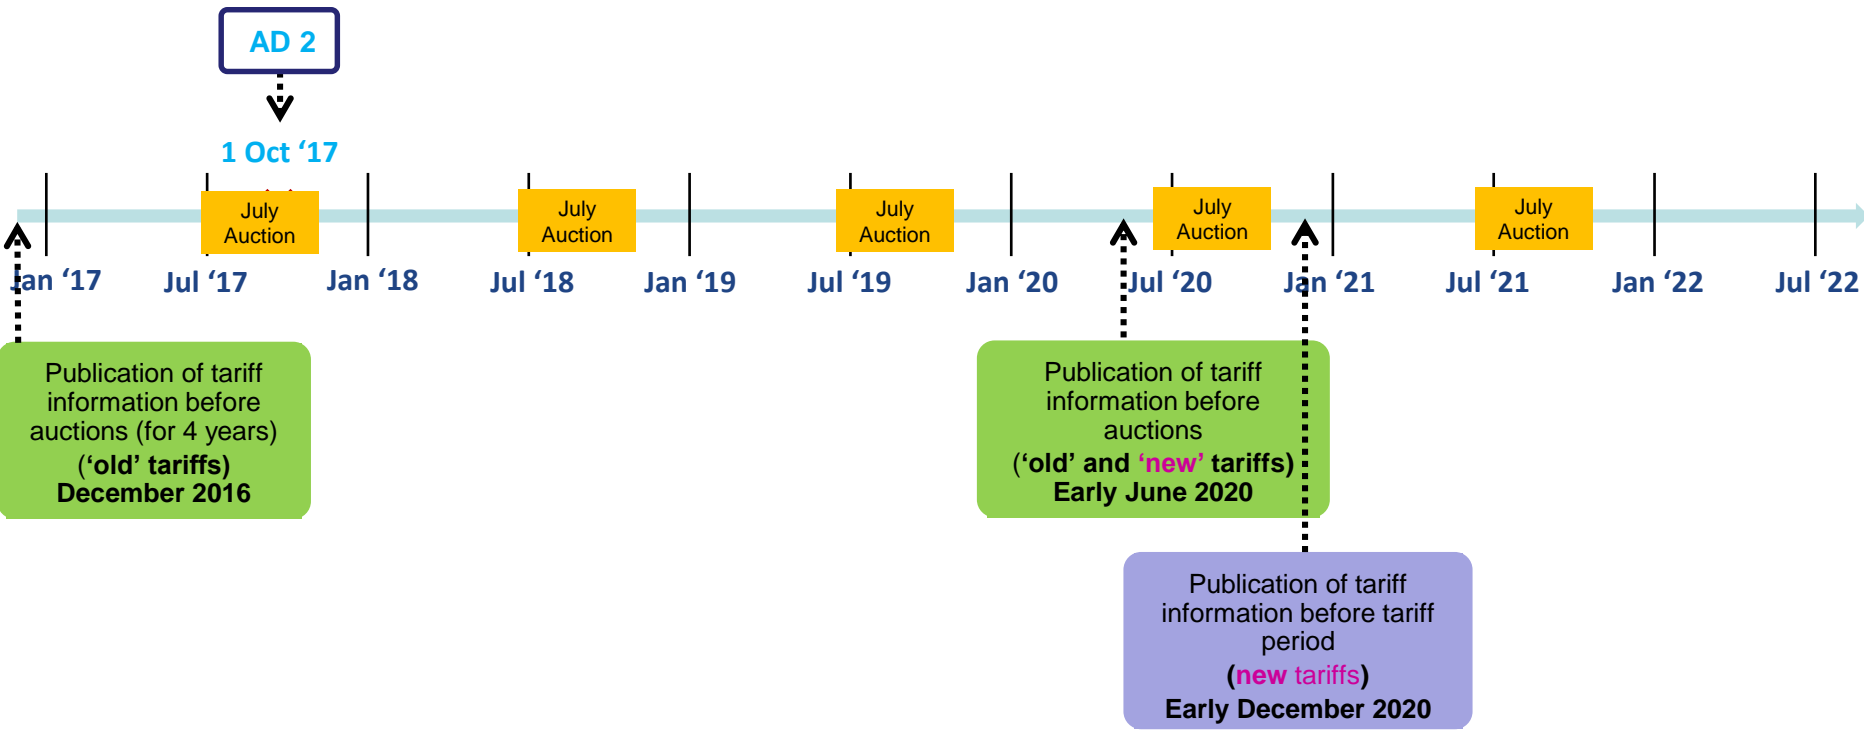 AD 2
1 Oct ‘17
July
Auction
July
Auction
July
Auction
July
Auction
July
Auction
Jan ‘17
Jul ‘17
Jan ‘18
Jul ‘18
Jan ‘19
Jul ‘19
Jan ‘20
Jul ‘20
Jan ‘21
Jul ‘21
Jan ‘22
Jul ‘22
Publication of tariff
information before
auctions (for 4 years)
(‘old’ tariffs)
December 2016
Publication of tariff
information before
auctions
(‘old’ and ‘new’ tariffs)
Early June 2020
Publication of tariff
information before tariff
period
(new tariffs)
Early December 2020